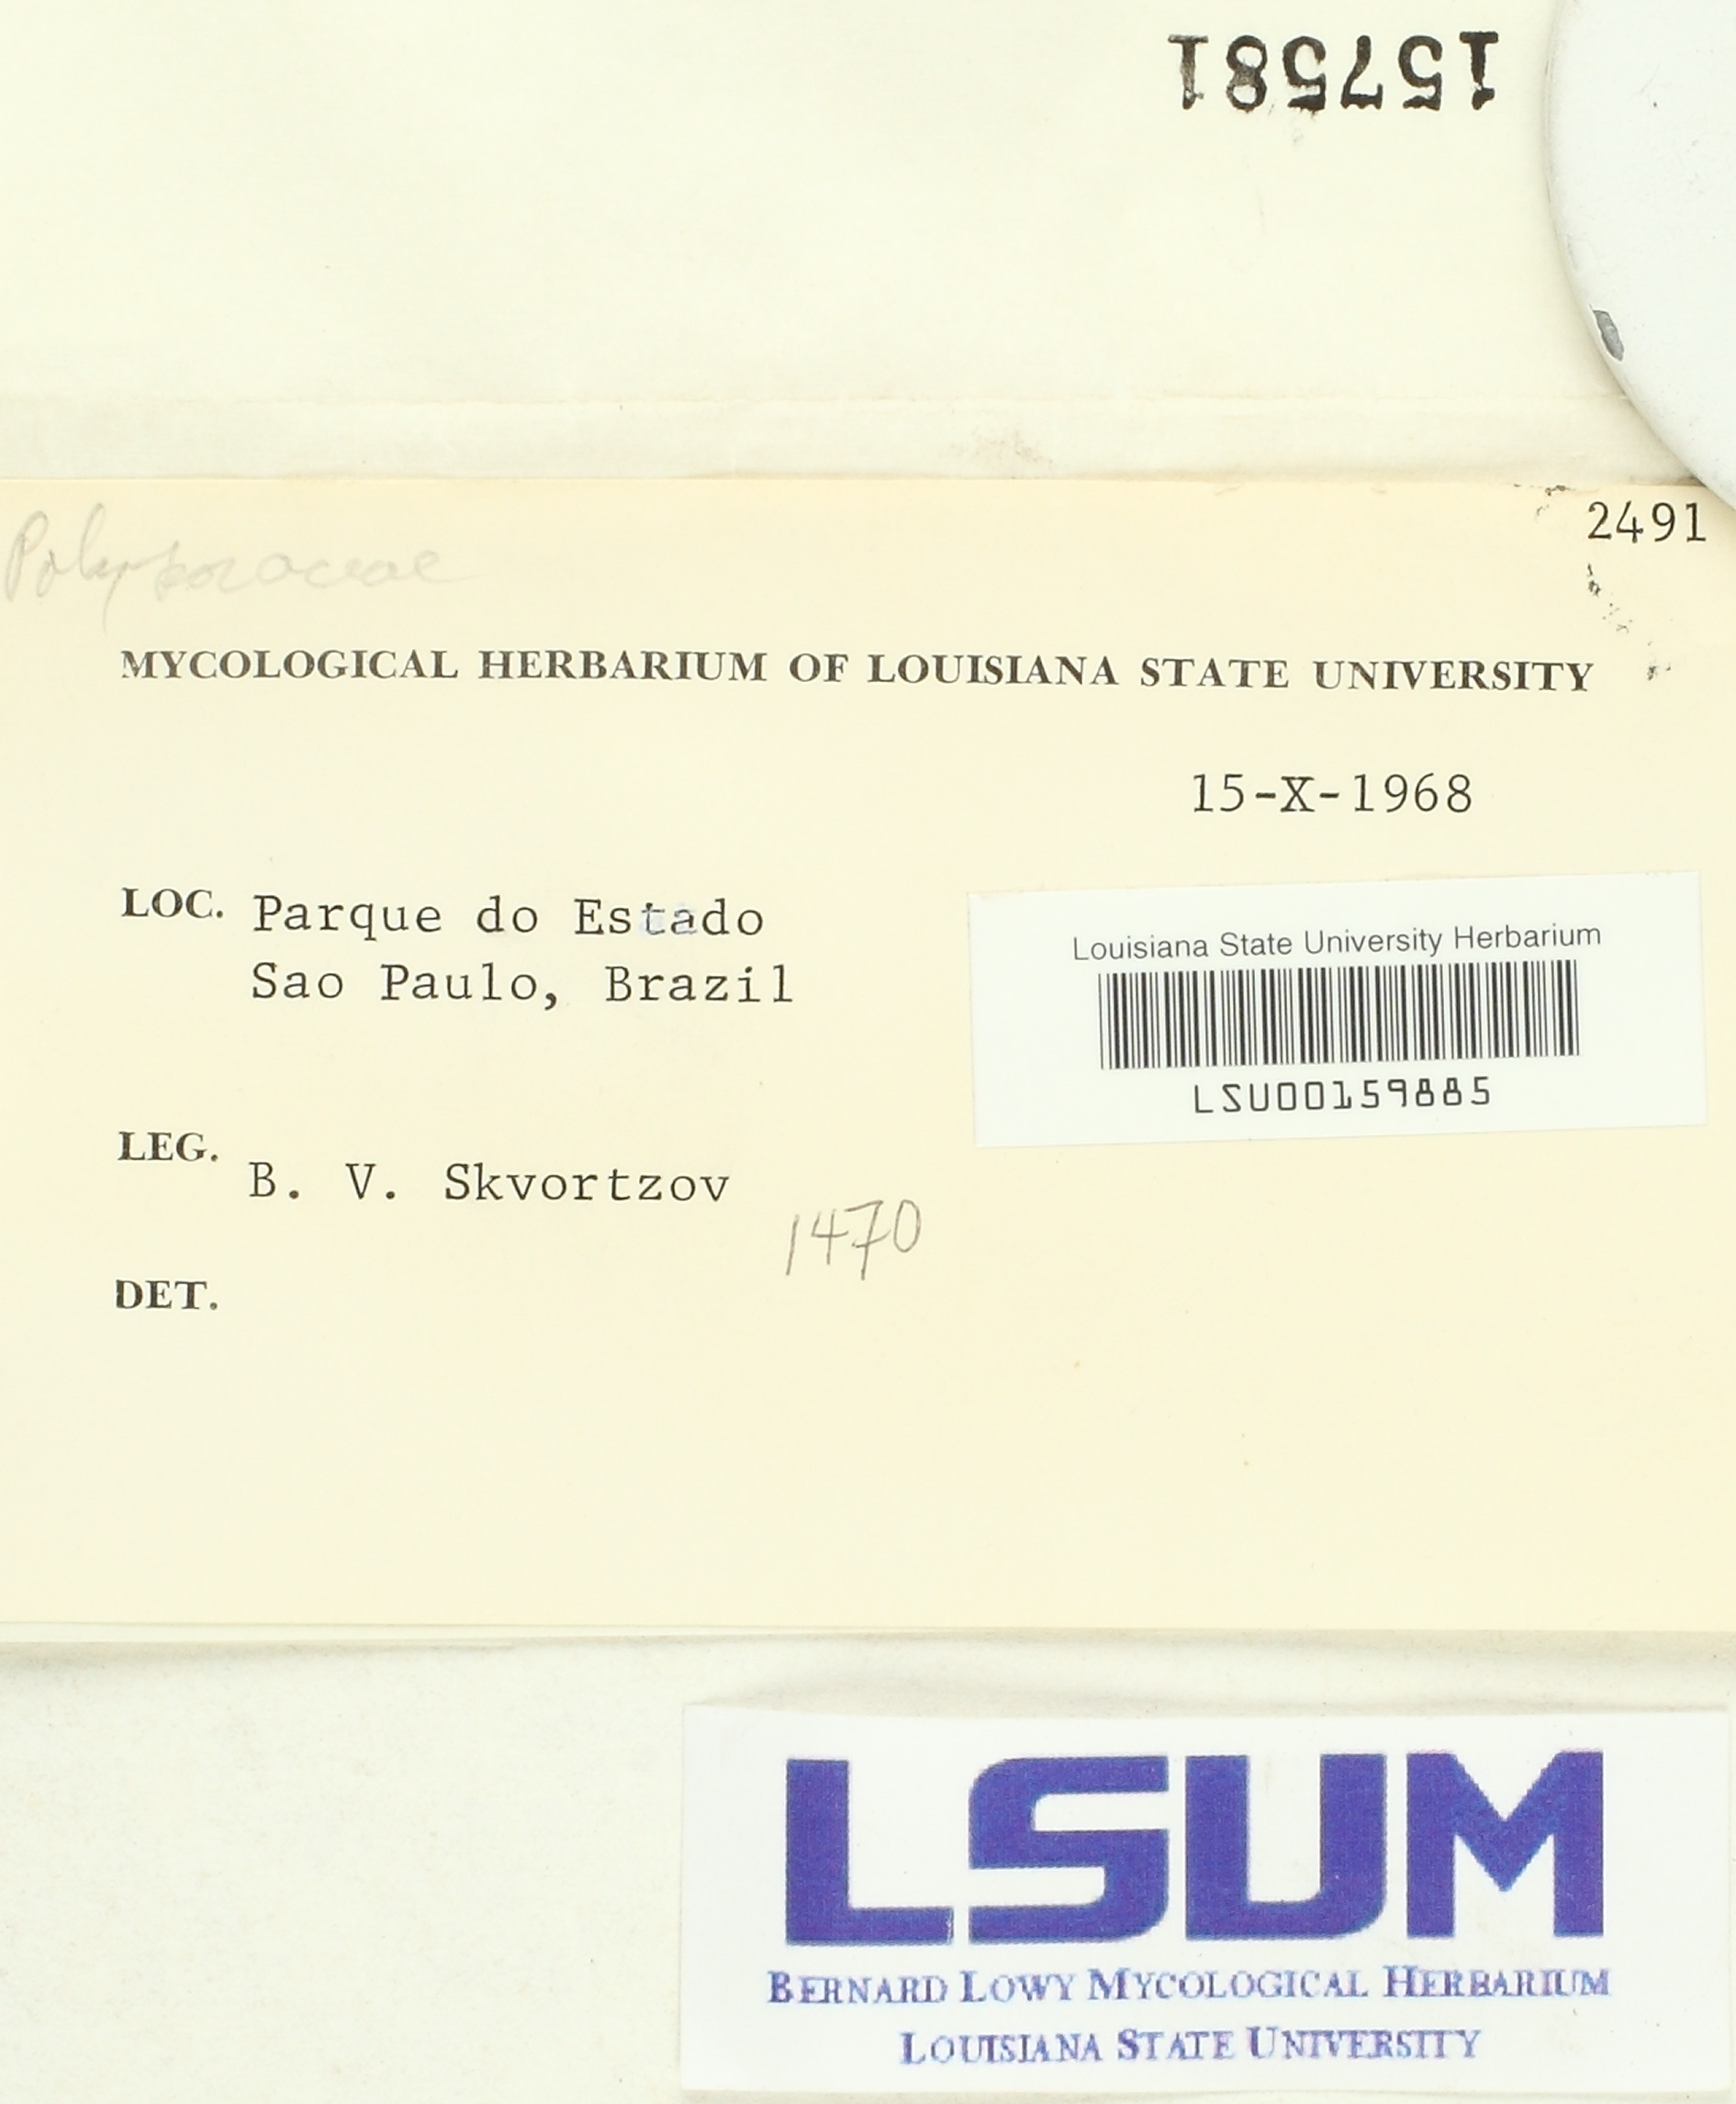 157581
2491
Polyporaceae
MYCOLOGICAL HERBARIUM OF LOUISIANA STATE UNIVERSITY
15-X-1968
LOC. Parque do Estado
Sao Paulo, Brazil
Louisiana State University Herbarium
LSU00159885
LEG. B. V. Skvortzov
1470
DET.
LSUM
BERNARD LOWY MYCOLOGICAL HERBARIUM
LOUISIANA STATE UNIVERSITY